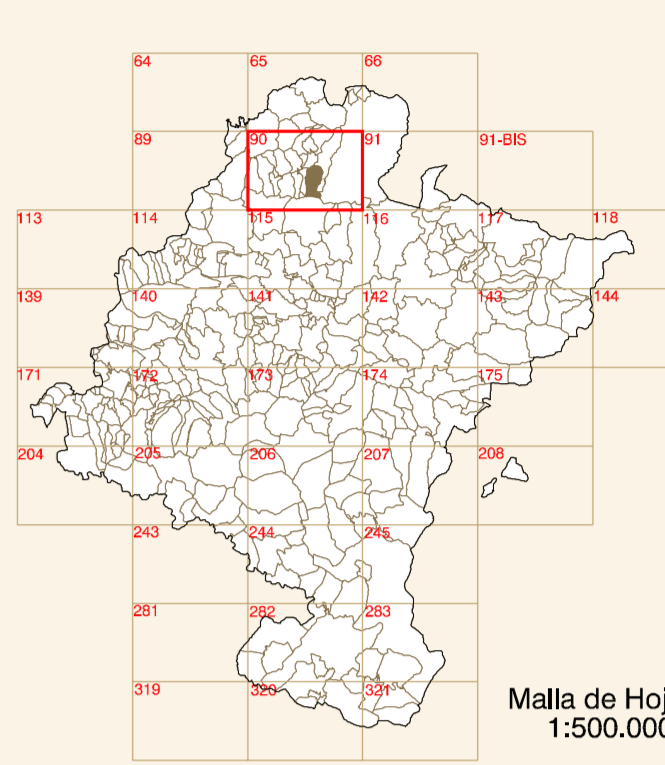 64 65 66
89 90 91 91-BIS
113 114 115 116 117 118
139 140 141 142 143 144
171 172 173 174 175
204 205 206 207 208
243 244 245
281 282 283
319 320 321
Malla de Hoj
1:500.000